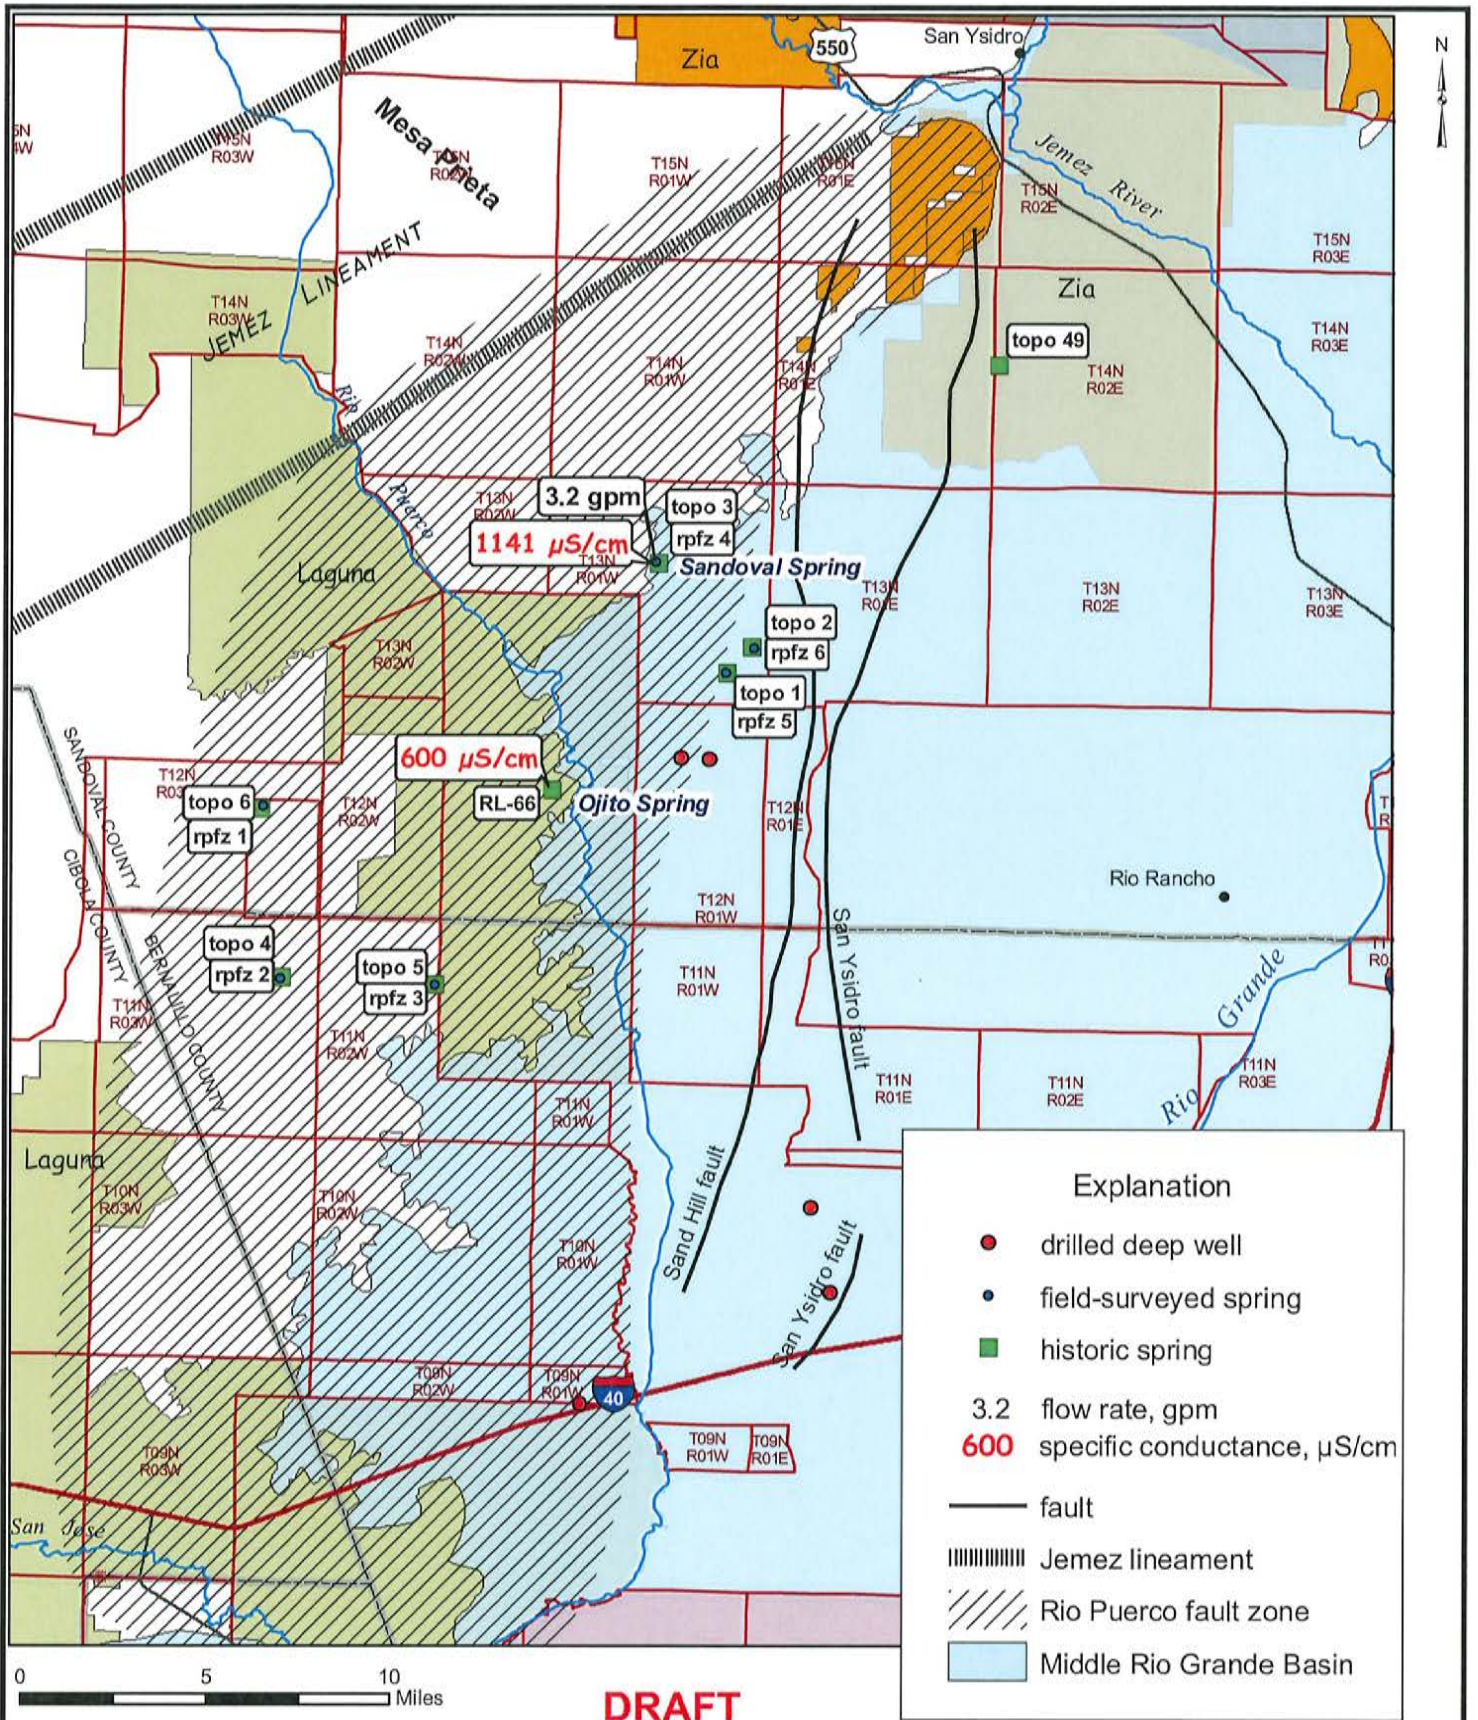 Zia
550
San Ysidro
N
Mesa Prieta
T15N
R03W
T15N
R02W
T15N
R01W
T15N
R01E
T15N
R02E
Jemez River
T15N
R03E
JEMEZ LINEAMENT
T14N
R03W
T14N
R02W
T14N
R01W
T14N
R01E
Zia
topo 49
T14N
R02E
T14N
R03E
Rio Puerco
T13N
R02W
3.2 gpm
topo 3
rpfz 4
1141 µS/cm
T13N
R01W
Sandoval Spring
Laguna
T13N
R01E
T13N
R02E
T13N
R03E
T13N
R02W
topo 2
rpfz 6
topo 1
rpfz 5
600 µS/cm
RL-66
Ojito Spring
SANDOVAL COUNTY
CIBOLA COUNTY
BERNALILLO COUNTY
topo 6
rpfz 1
T12N
R02W
T12N
R01E
T12N
R01W
Rio Rancho
topo 4
rpfz 2
topo 5
rpfz 3
T11N
R03W
T11N
R02W
T11N
R01W
San Ysidro fault
Rio Grande
T11N
R01E
T11N
R02E
T11N
R03E
T11N
R01W
Laguna
T10N
R03W
T10N
R02W
T10N
R01W
Sand Hill fault
San Ysidro fault
T09N
R02W
T09N
R01W
40
T09N
R01W
T09N
R01E
T09N
R03W
San Jose
Explanation
drilled deep well
field-surveyed spring
historic spring
3.2 flow rate, gpm
600 specific conductance, µS/cm
fault
Jemez lineament
Rio Puerco fault zone
Middle Rio Grande Basin
0 5 10 Miles
DRAFT